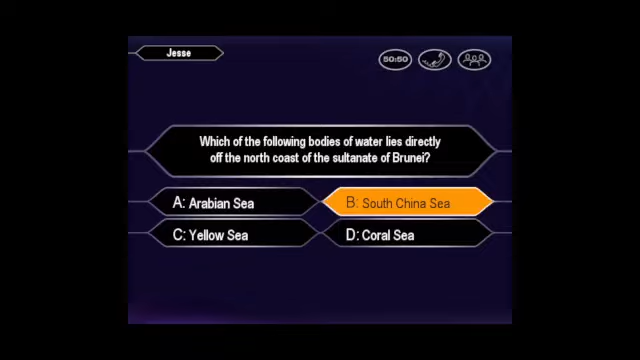 Jesse
50:50
Which of the following bodies of water lies directly
off the north coast of the sultanate of Brunei?
A: Arabian Sea
B: South China Sea
C: Yellow Sea
D: Coral Sea